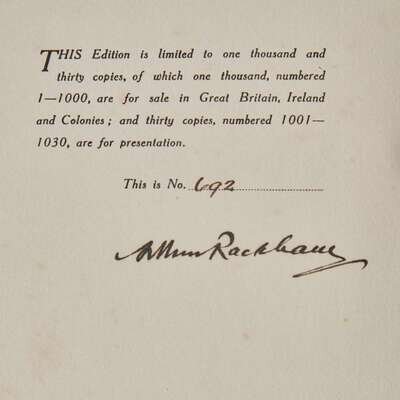 THIS Edition is limited to one thousand and
thirty copies, of which one thousand, numbered
1—1000, are for sale in Great Britain, Ireland
and Colonies; and thirty copies, numbered 1001—
1030, are for presentation.
This is No. 692
Arthur Rackham